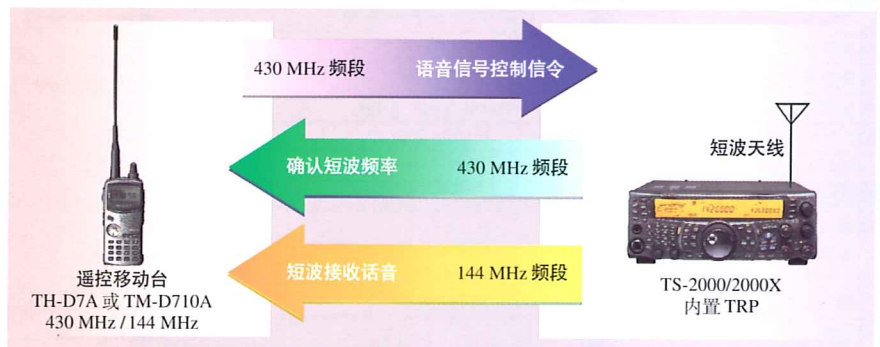 430 MHz 频段 语音信号控制信令
确认短波频率 430 MHz 频段
短波接收话音 144 MHz 频段
遥控移动台
TH-D7A 或 TM-D710A
430 MHz / 144 MHz
短波天线
TS-2000/2000X
内置 TRP